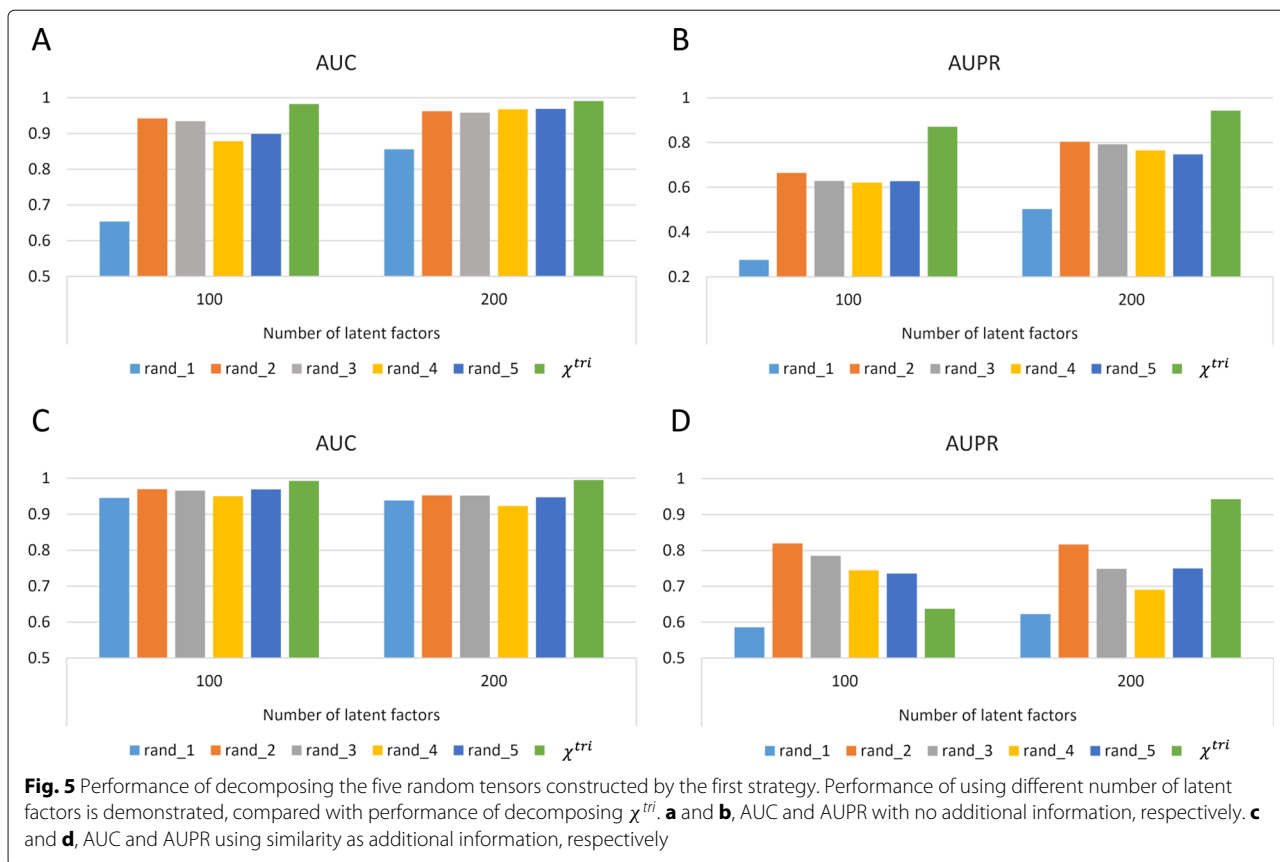 A
AUC
1
0.9
0.8
0.7
0.6
0.5
100
200
Number of latent factors
rand_1 rand_2 rand_3 rand_4 rand_5 χ^tri
B
AUPR
1
0.8
0.6
0.4
0.2
100
200
Number of latent factors
rand_1 rand_2 rand_3 rand_4 rand_5 χ^tri
C
AUC
1
0.9
0.8
0.7
0.6
0.5
100
200
Number of latent factors
rand_1 rand_2 rand_3 rand_4 rand_5 χ^tri
D
AUPR
1
0.9
0.8
0.7
0.6
0.5
100
200
Number of latent factors
rand_1 rand_2 rand_3 rand_4 rand_5 χ^tri
Fig. 5 Performance of decomposing the five random tensors constructed by the first strategy. Performance of using different number of latent
factors is demonstrated, compared with performance of decomposing χ^tri. a and b, AUC and AUPR with no additional information, respectively. c
and d, AUC and AUPR using similarity as additional information, respectively